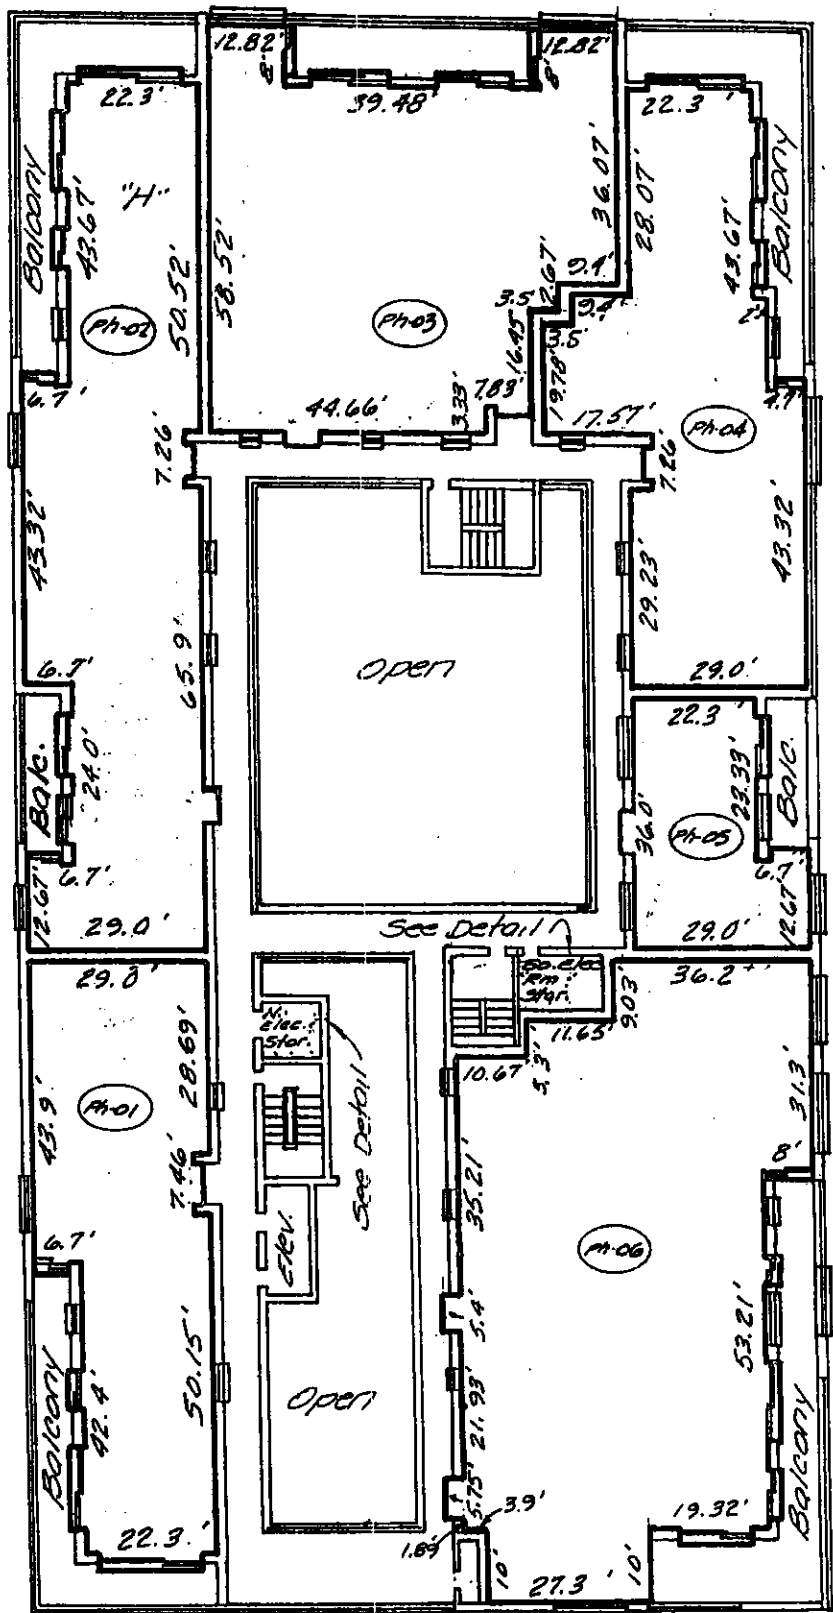 12.82'
12.82'
8'
8'
22.3'
39.48'
22.3'
Balcony
43.67'
"H"
50.52'
58.52'
36.07'
28.07'
43.67'
Balcony
Ph-02
Ph-03
9.4'
2.67'
3.5'
9.4'
3.5'
2'
16.45'
19.78'
6.7'
44.66'
3.33'
7.83'
17.57'
Ph-04
4.7'
7.26'
7.26'
43.32'
29.23'
43.32'
Open
65.9'
6.7'
29.0'
Balc.
24.0'
22.3'
23.33'
Balc.
36.0'
Ph-05
6.7'
6.7'
12.67'
29.0'
See Detail
29.0'
12.67'
29.0'
N.
Elec.
Stor.
So. Elec
Rm
Stor.
36.2'
9.03'
11.65'
10.67'
5.3'
28.69'
43.9'
Ph-01
See Detail
31.3'
7.46'
35.21'
8'
6.7'
Elev.
Ph-06
5.4'
53.21'
Balcony
42.4'
50.15'
Open
21.93'
Balcony
5.75'
3.9'
19.32'
22.3'
1.89
10'
27.3'
10'